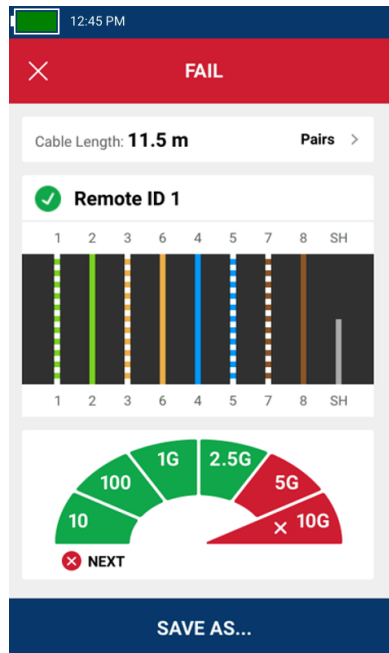 12:45 PM
FAIL
Cable Length: 11.5 m Pairs
Remote ID 1
1 2 3 6 4 5 7 8 SH
1 2 3 6 4 5 7 8 SH
10 100 1G 2.5G 5G 10G
NEXT
SAVE AS...